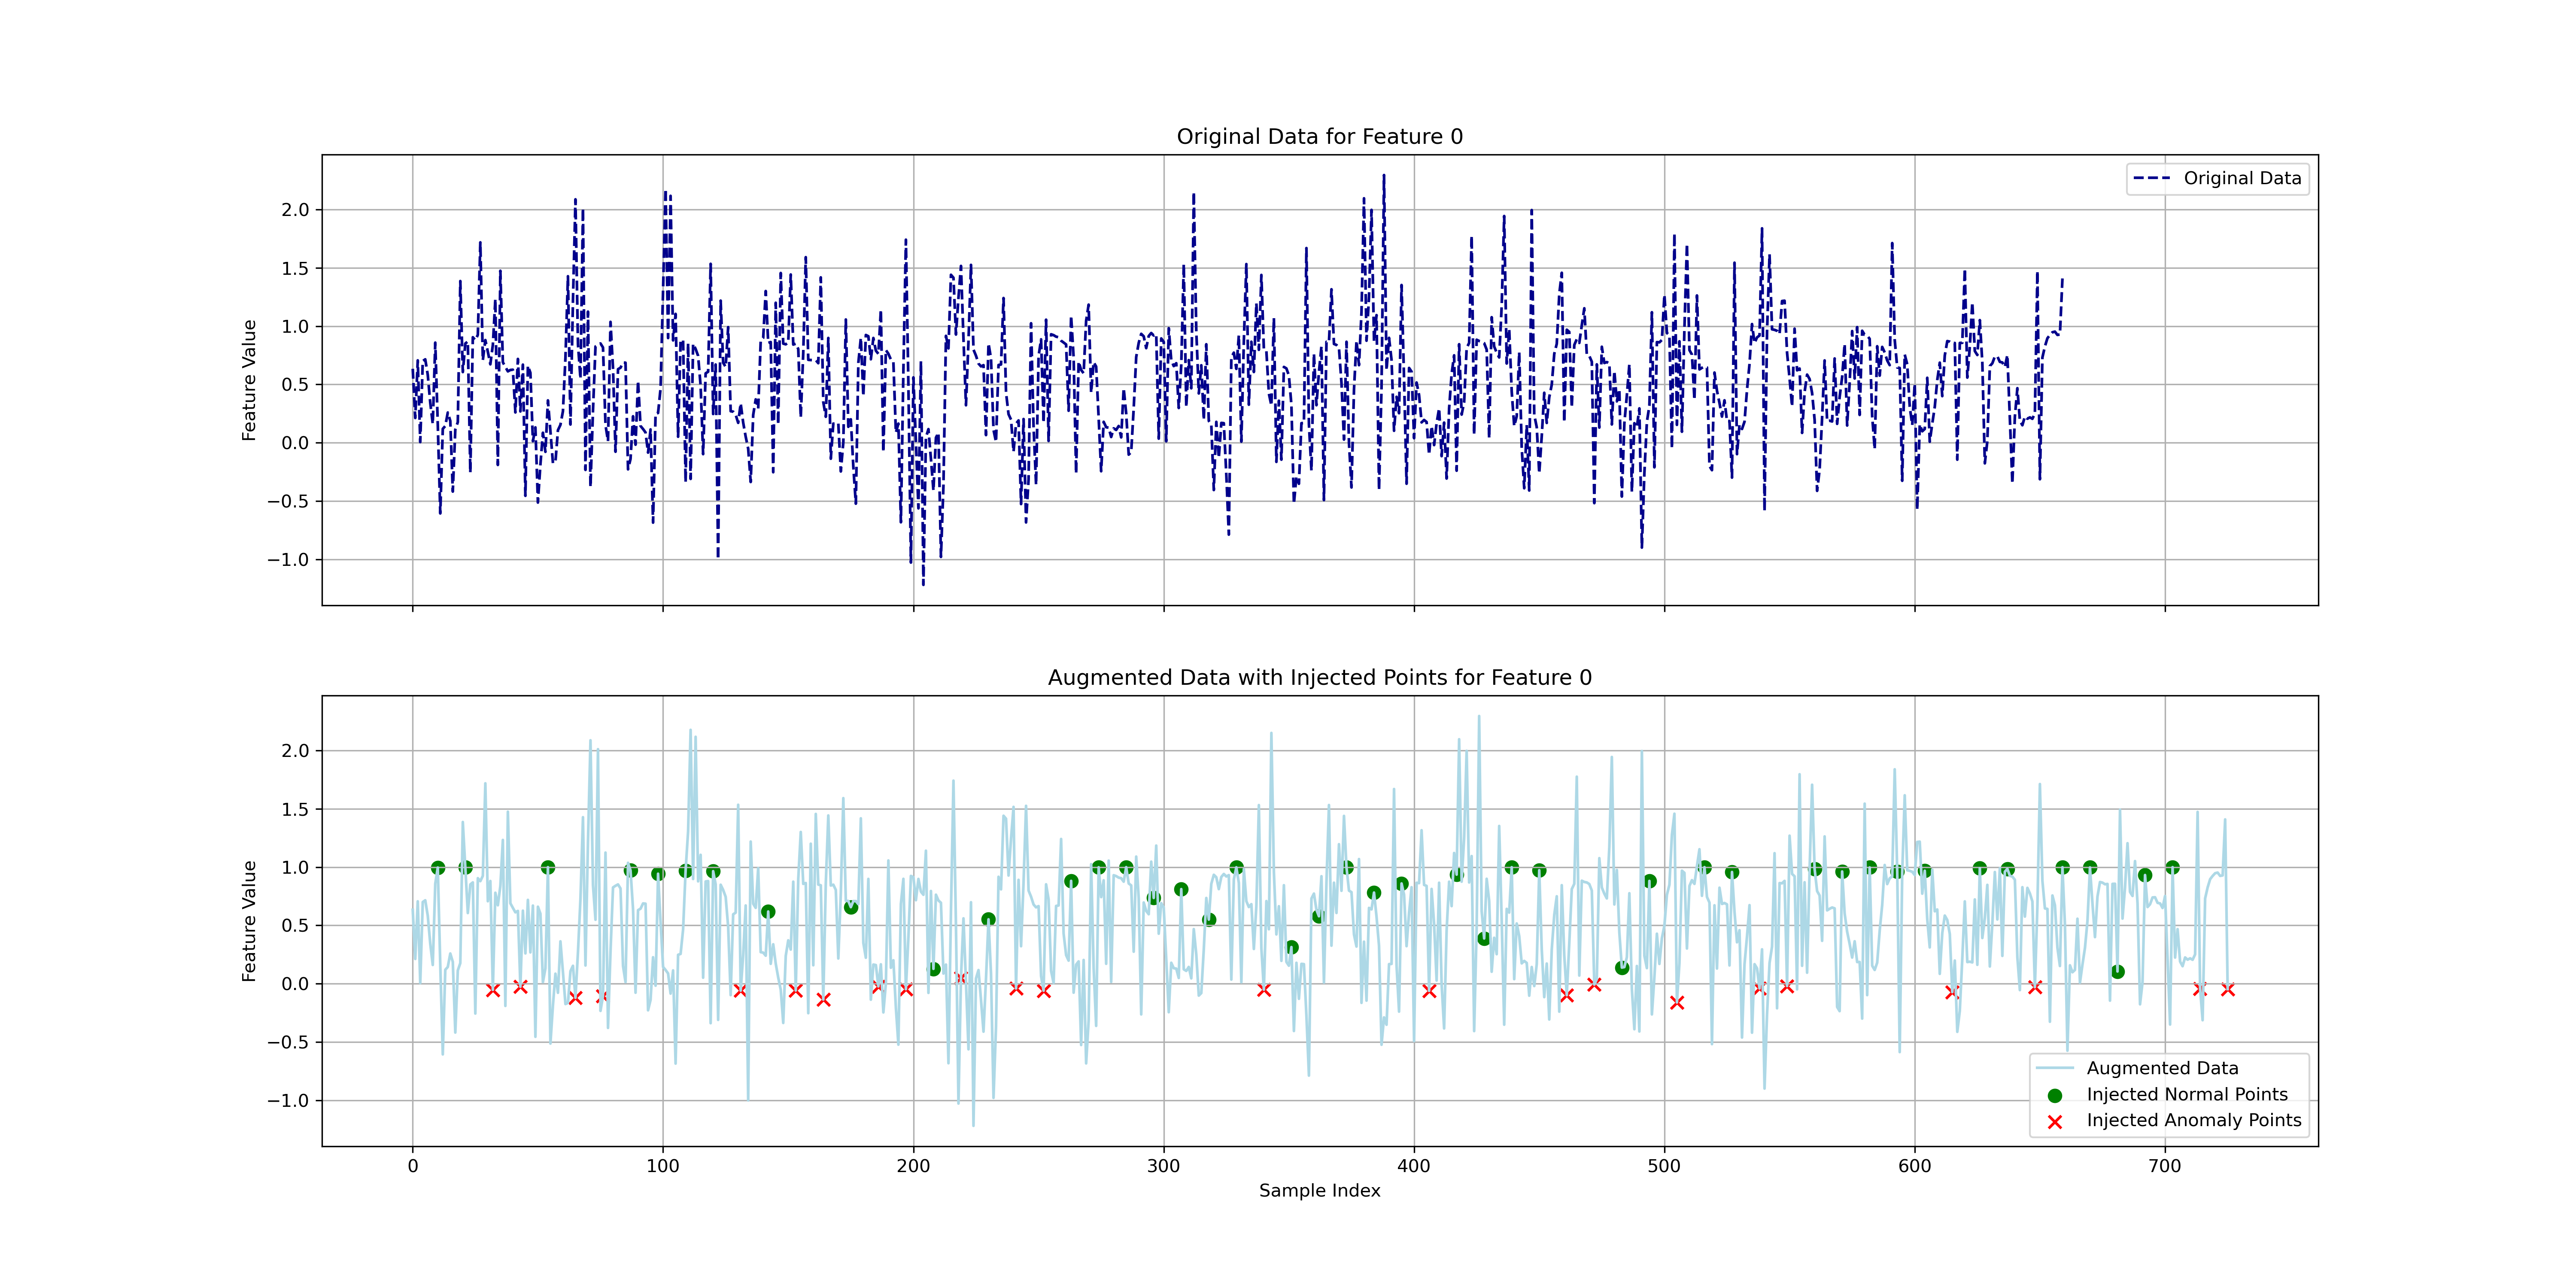 Original Data for Feature 0
Original Data
2.0
1.5
1.0
0.5
0.0
−0.5
−1.0
Feature Value
Augmented Data with Injected Points for Feature 0
2.0
1.5
1.0
0.5
0.0
−0.5
−1.0
Feature Value
Augmented Data
Injected Normal Points
Injected Anomaly Points
0 100 200 300 400 500 600 700
Sample Index